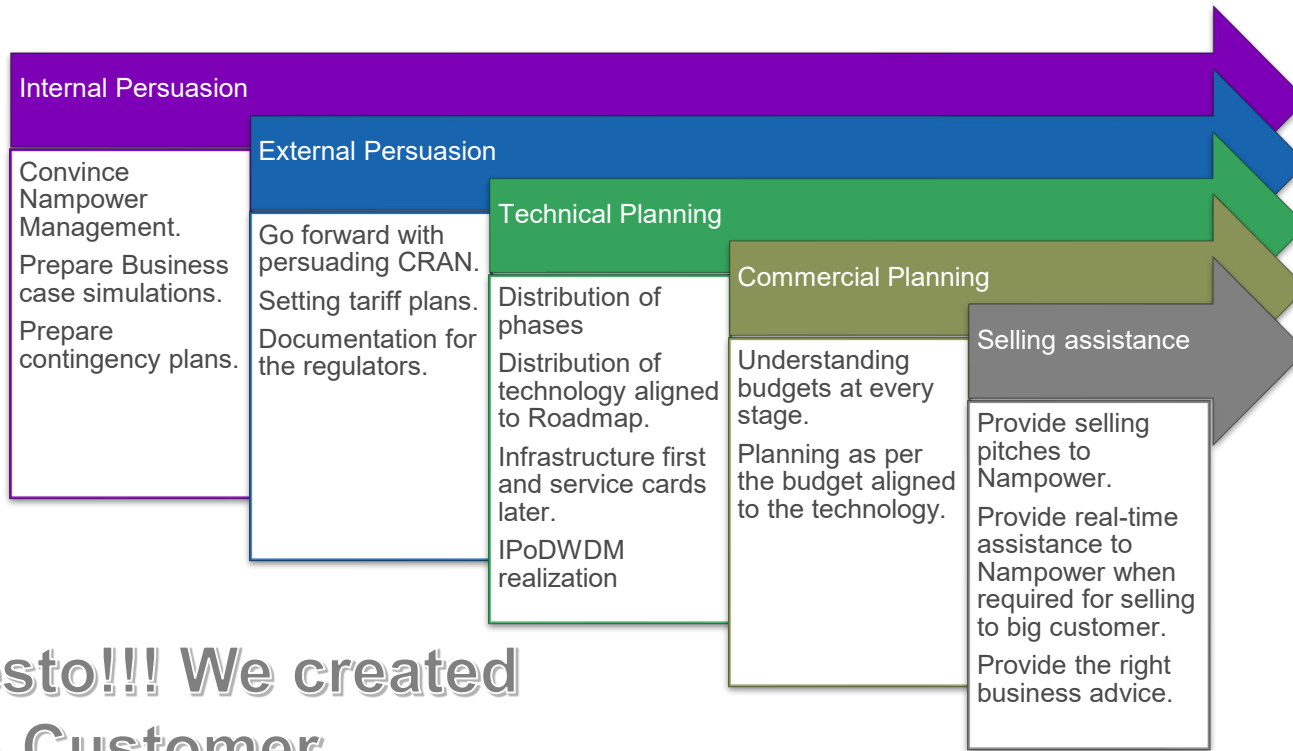 Internal Persuasion
Convince
Nampower
Management.
Prepare Business
case simulations.
Prepare
contingency plans.
External Persuasion
Go forward with
persuading CRAN.
Setting tariff plans.
Documentation for
the regulators.
Technical Planning
Distribution of
phases
Distribution of
technology aligned
to Roadmap.
Infrastructure first
and service cards
later.
IPoDWDM
realization
Commercial Planning
Understanding
budgets at every
stage.
Planning as per
the budget aligned
to the technology.
Selling assistance
Provide selling
pitches to
Nampower.
Provide real-time
assistance to
Nampower when
required for selling
to big customer.
Provide the right
business advice.
esto!!! We created
Customer